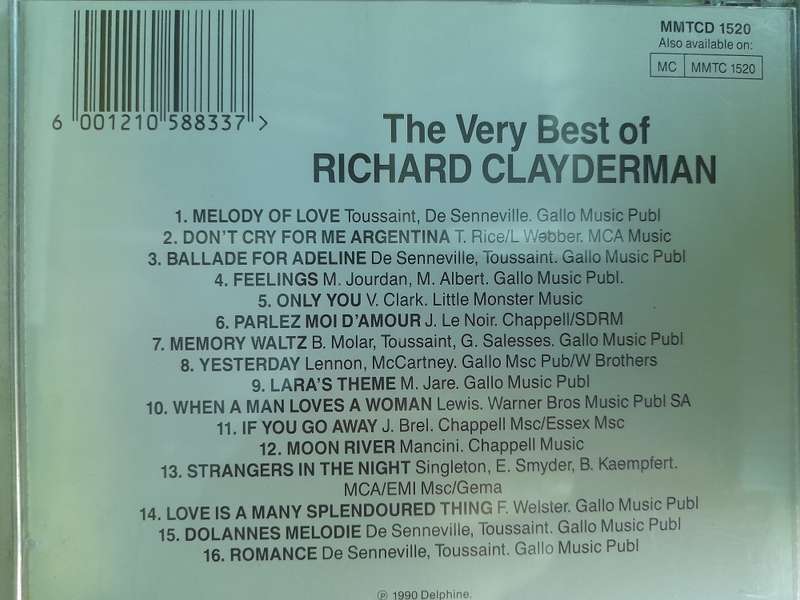 MMTCD 1520
Also available on:
MC MMTC 1520
6 001210 588337 >
The Very Best of
RICHARD CLAYDERMAN
1. MELODY OF LOVE Toussaint, De Senneville. Gallo Music Publ
2. DON'T CRY FOR ME ARGENTINA T. Rice/L Webber. MCA Music
3. BALLADE FOR ADELINE De Senneville, Toussaint. Gallo Music Publ
4. FEELINGS M. Jourdan, M. Albert. Gallo Music Publ.
5. ONLY YOU V. Clark. Little Monster Music
6. PARLEZ MOI D'AMOUR J. Le Noir. Chappell/SDRM
7. MEMORY WALTZ B. Molar, Toussaint, G. Salesses. Gallo Music Publ
8. YESTERDAY Lennon, McCartney. Gallo Msc Pub/W Brothers
9. LARA'S THEME M. Jare. Gallo Music Publ
10. WHEN A MAN LOVES A WOMAN Lewis. Warner Bros Music Publ SA
11. IF YOU GO AWAY J. Brel. Chappell Msc/Essex Msc
12. MOON RIVER Mancini. Chappell Music
13. STRANGERS IN THE NIGHT Singleton, E. Smyder, B. Kaempfert.
MCA/EMI Msc/Gema
14. LOVE IS A MANY SPLENDOURED THING F. Welster. Gallo Music Publ
15. DOLANNES MELODIE De Senneville, Toussaint. Gallo Music Publ
16. ROMANCE De Senneville, Toussaint. Gallo Music Publ
℗ 1990 Delphine.